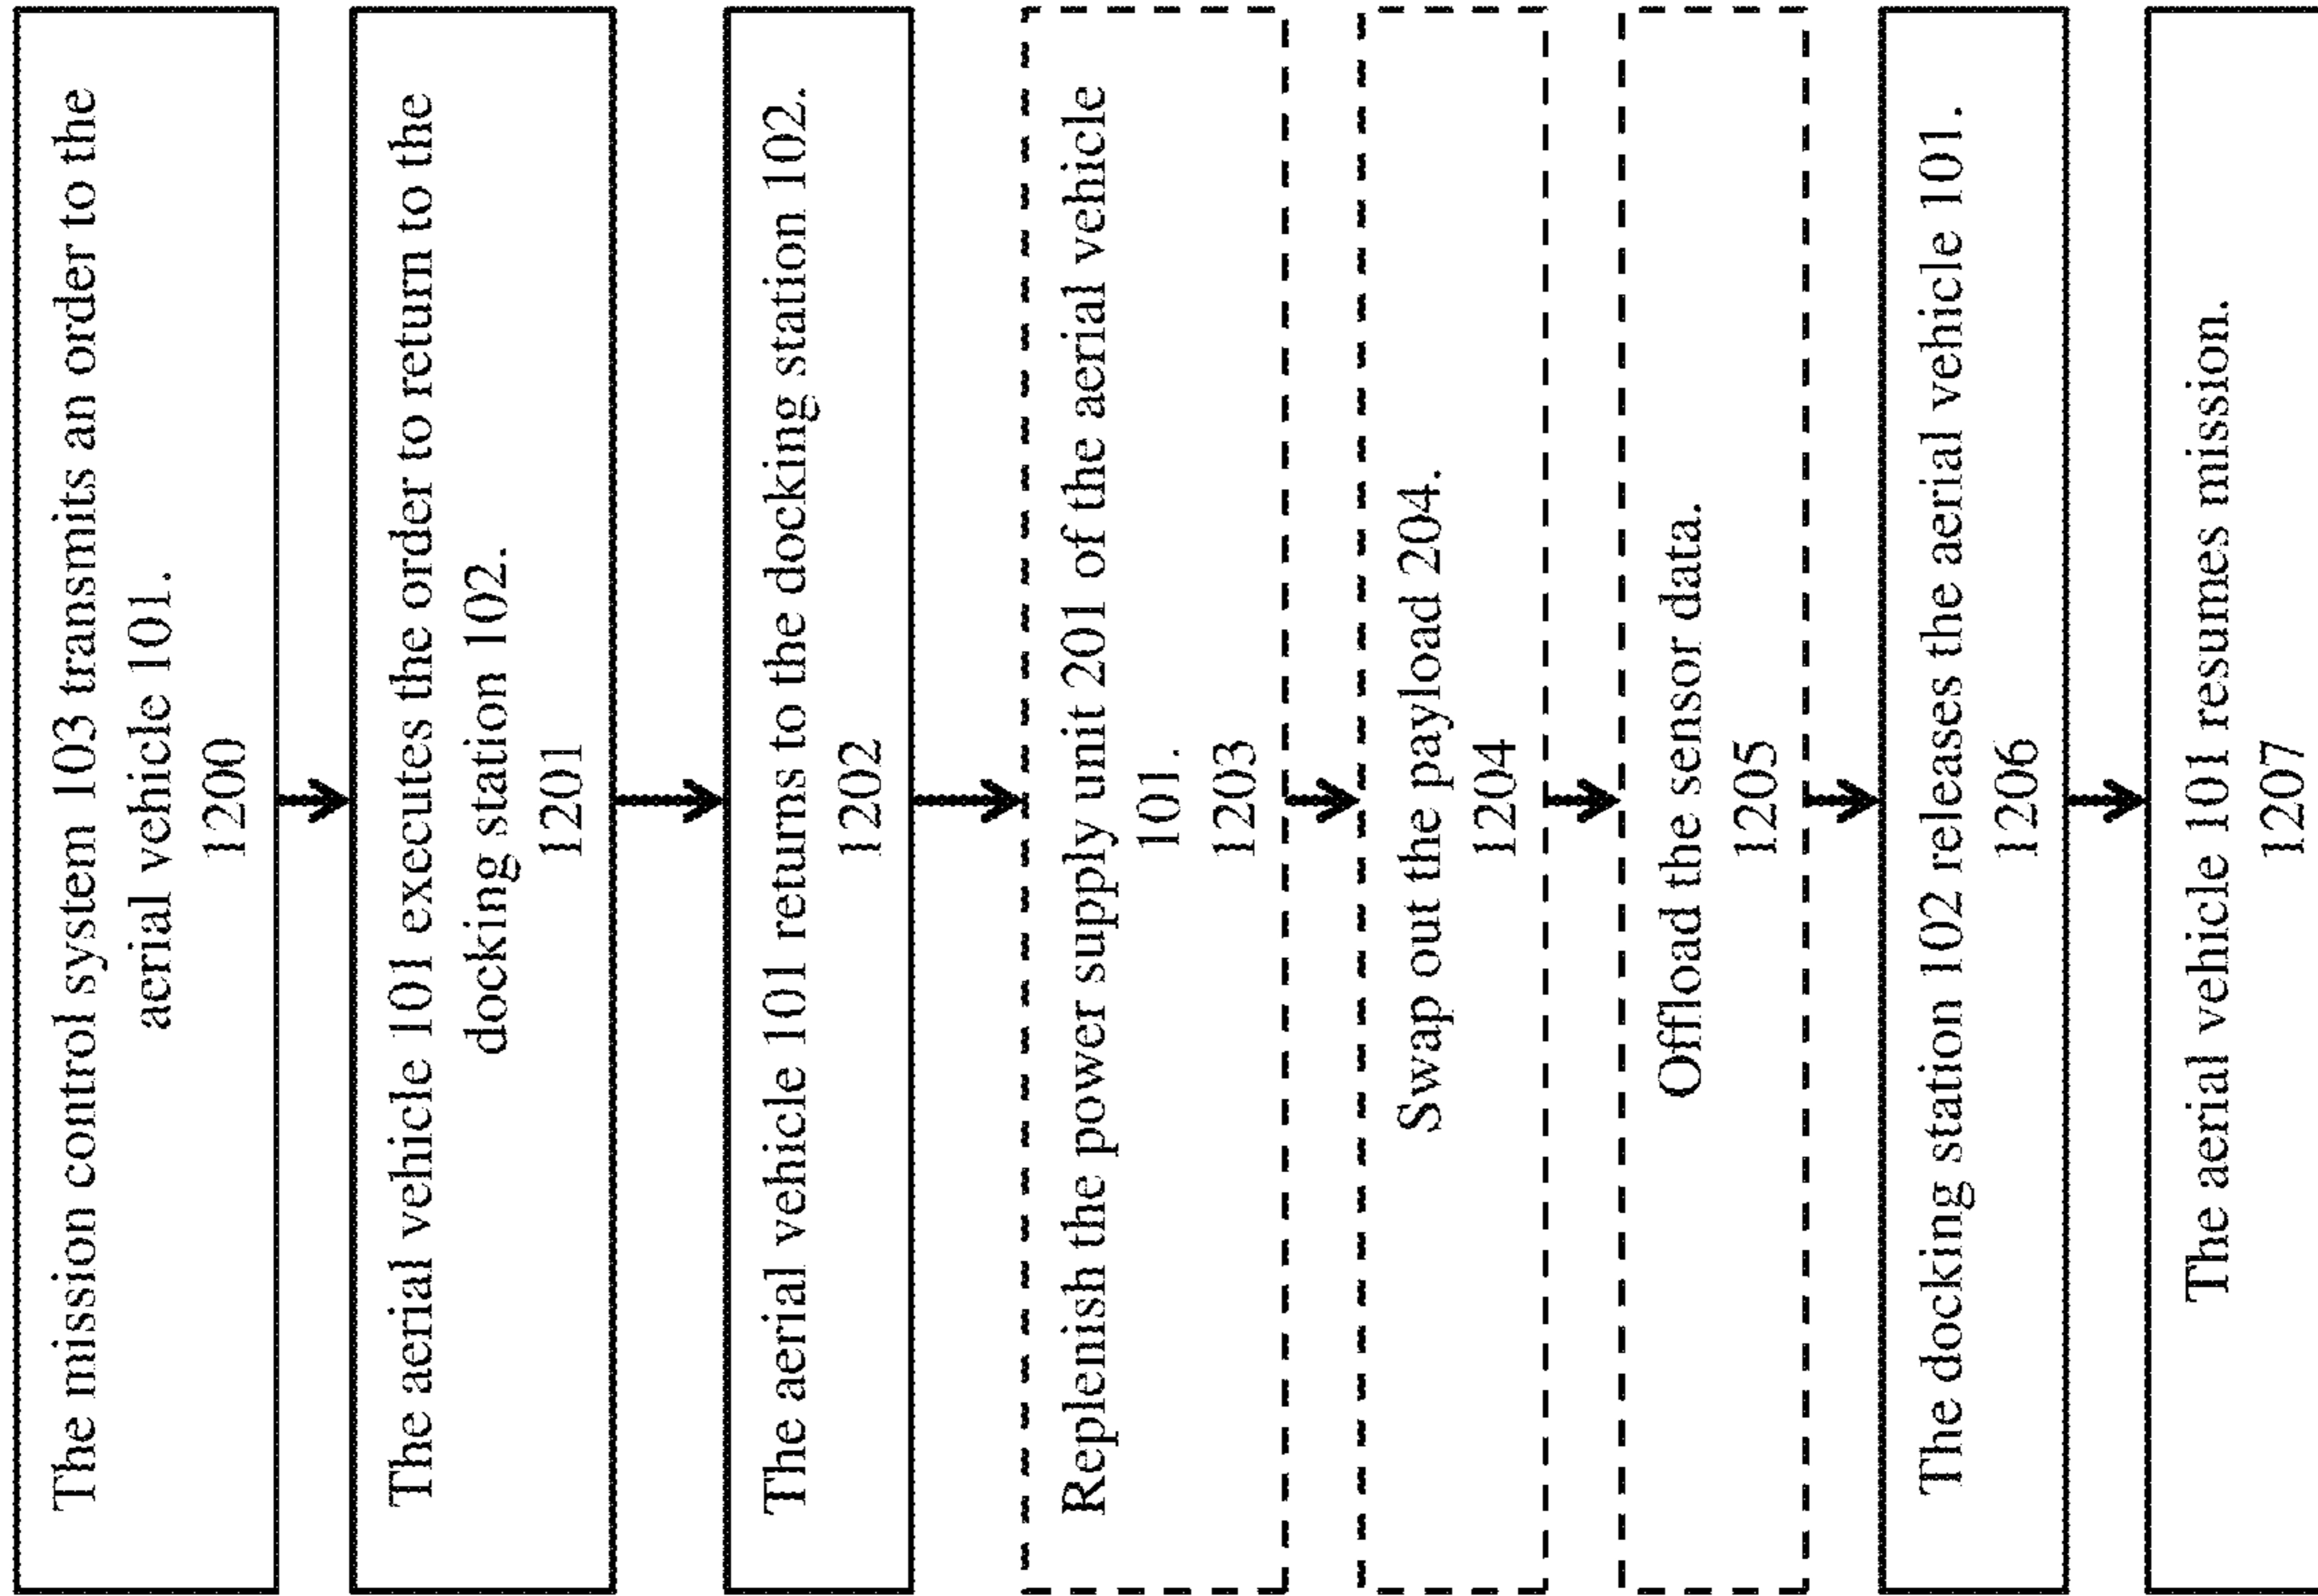 The mission control system 103 transmits an order to the
aerial vehicle 101.
1200
The aerial vehicle 101 executes the order to return to the
docking station 102.
1201
The aerial vehicle 101 returns to the docking station 102.
1202
Replenish the power supply unit 201 of the aerial vehicle
101.
1203
Swap out the payload 204.
1204
Offload the sensor data.
1205
The docking station 102 releases the aerial vehicle 101.
1206
The aerial vehicle 101 resumes mission.
1207